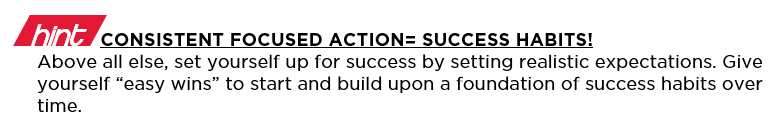 hint CONSISTENT FOCUSED ACTION= SUCCESS HABITS!
Above all else, set yourself up for success by setting realistic expectations. Give
yourself “easy wins” to start and build upon a foundation of success habits over
time.